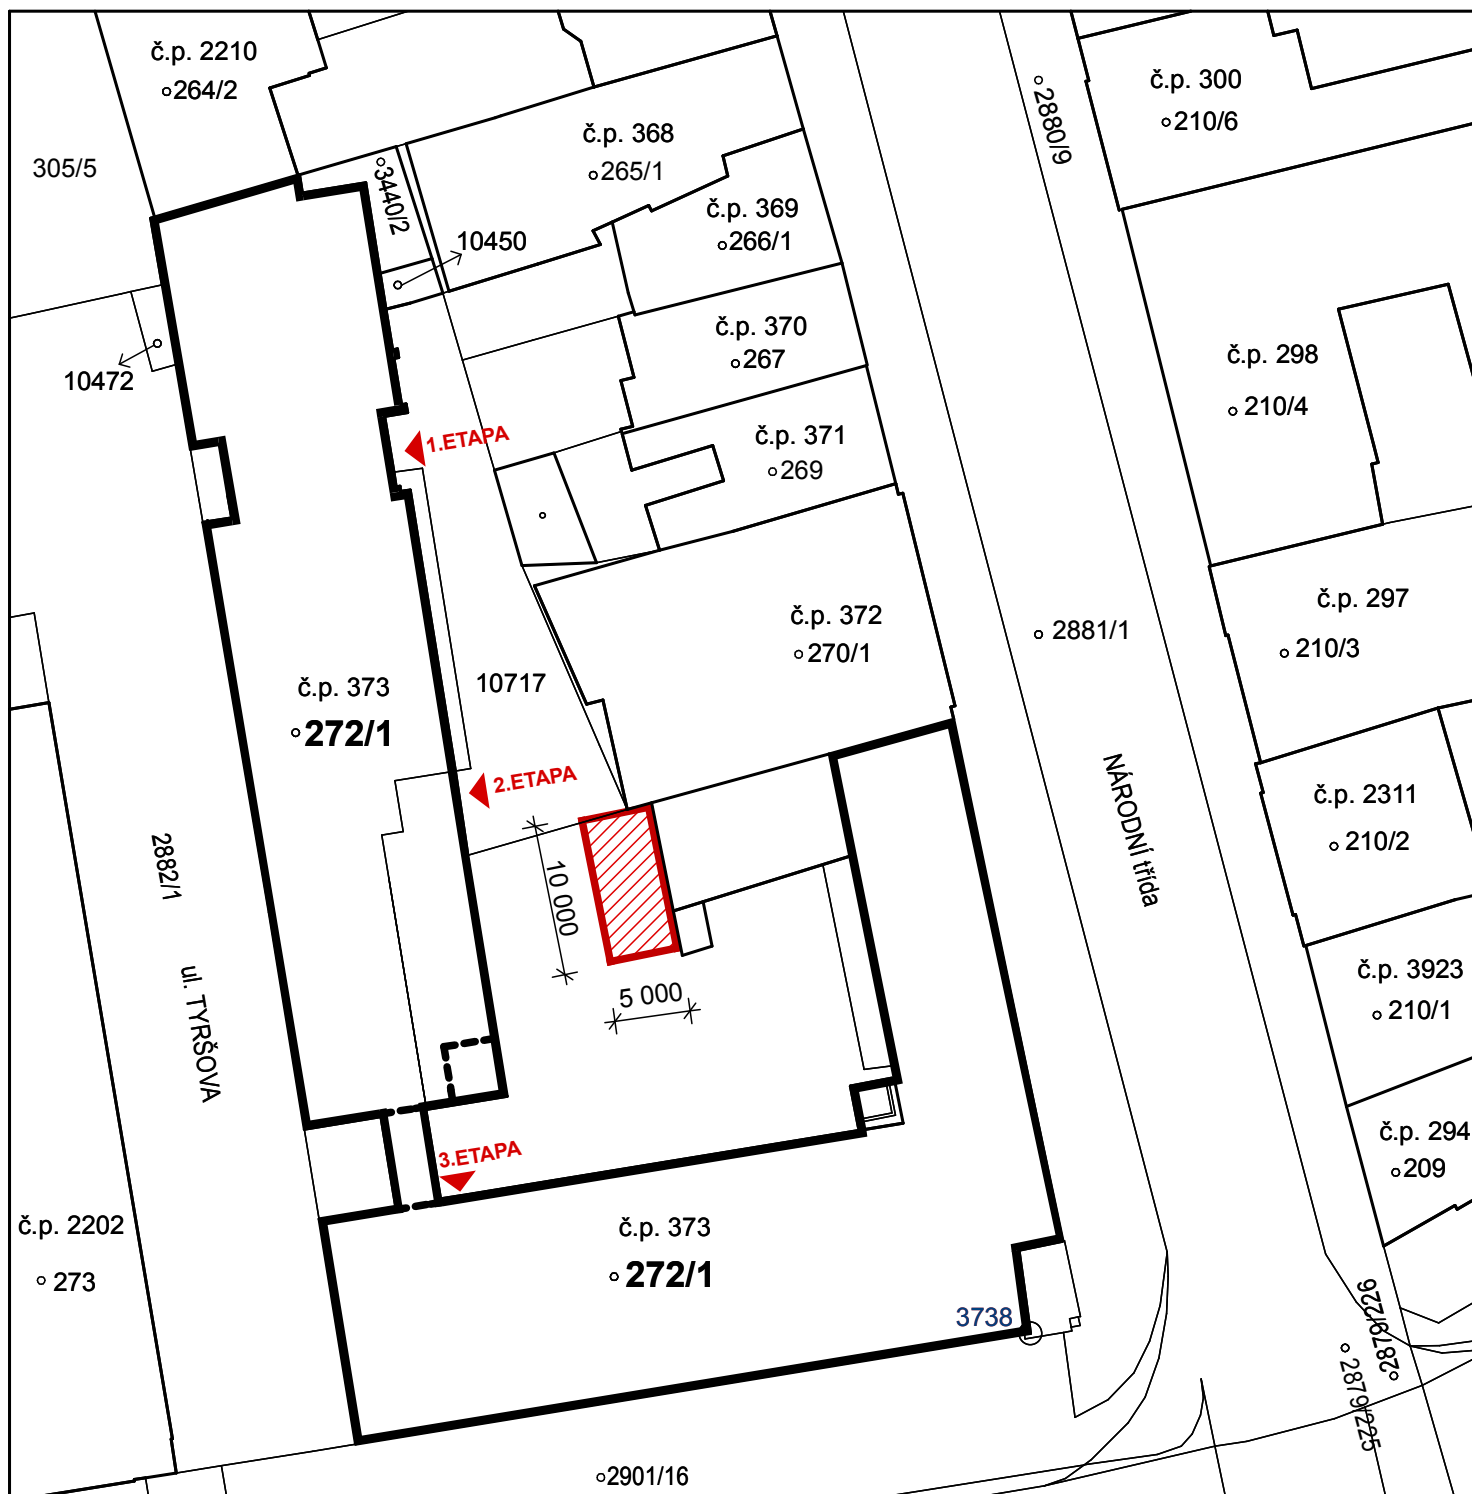 č.p. 2210
264/2
305/5
3440/2
č.p. 368
265/1
č.p. 369
266/1
10450
2880/9
č.p. 300
210/6
10472
č.p. 370
267
č.p. 298
210/4
1.ETAPA
č.p. 371
269
č.p. 372
270/1
2881/1
č.p. 297
210/3
č.p. 373
272/1
10717
2.ETAPA
NÁRODNÍ třída
č.p. 2311
210/2
2882/1
ul. TYRŠOVA
10 000
5 000
č.p. 3923
210/1
3.ETAPA
č.p. 294
209
č.p. 2202
273
č.p. 373
272/1
3738
2879/226
2879/225
2901/16